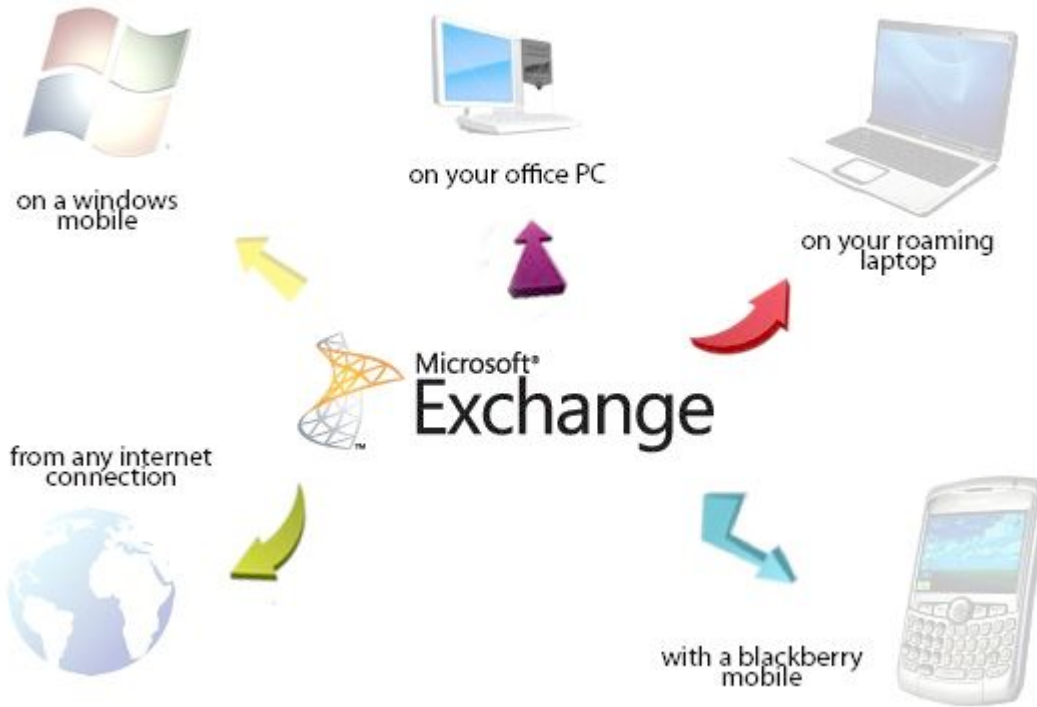 on a windows
mobile
on your office PC
on your roaming
laptop
Microsoft®
Exchange
™
from any internet
connection
with a blackberry
mobile